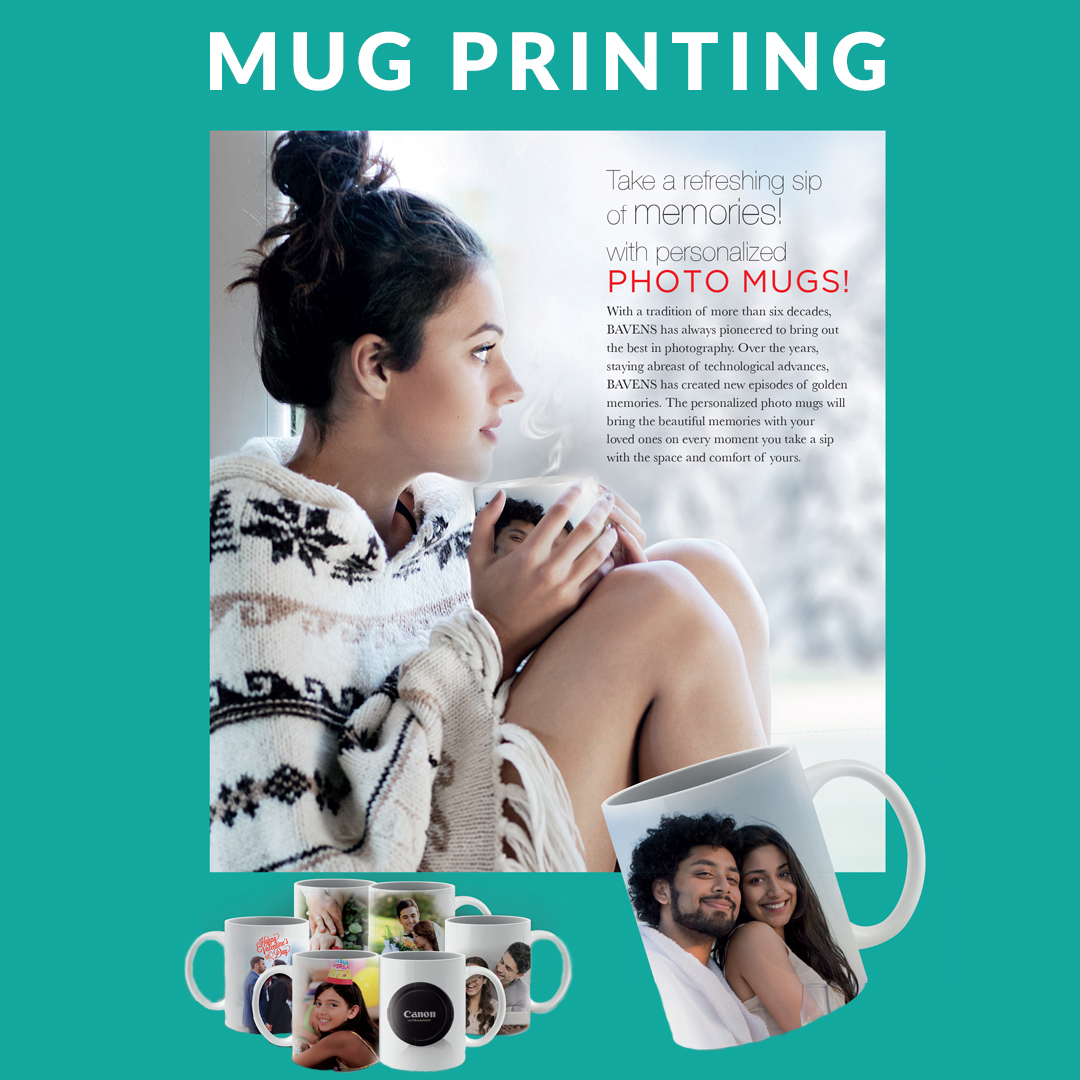 MUG PRINTING
Take a refreshing sip
of memories!
with personalized
PHOTO MUGS!
With a tradition of more than six decades,
BAVENS has always pioneered to bring out
the best in photography. Over the years,
staying abreast of technological advances,
BAVENS has created new episodes of golden
memories. The personalized photo mugs will
bring the beautiful memories with your
loved ones on every moment you take a sip
with the space and comfort of yours.
Happy
Valentine's
Day
Canon